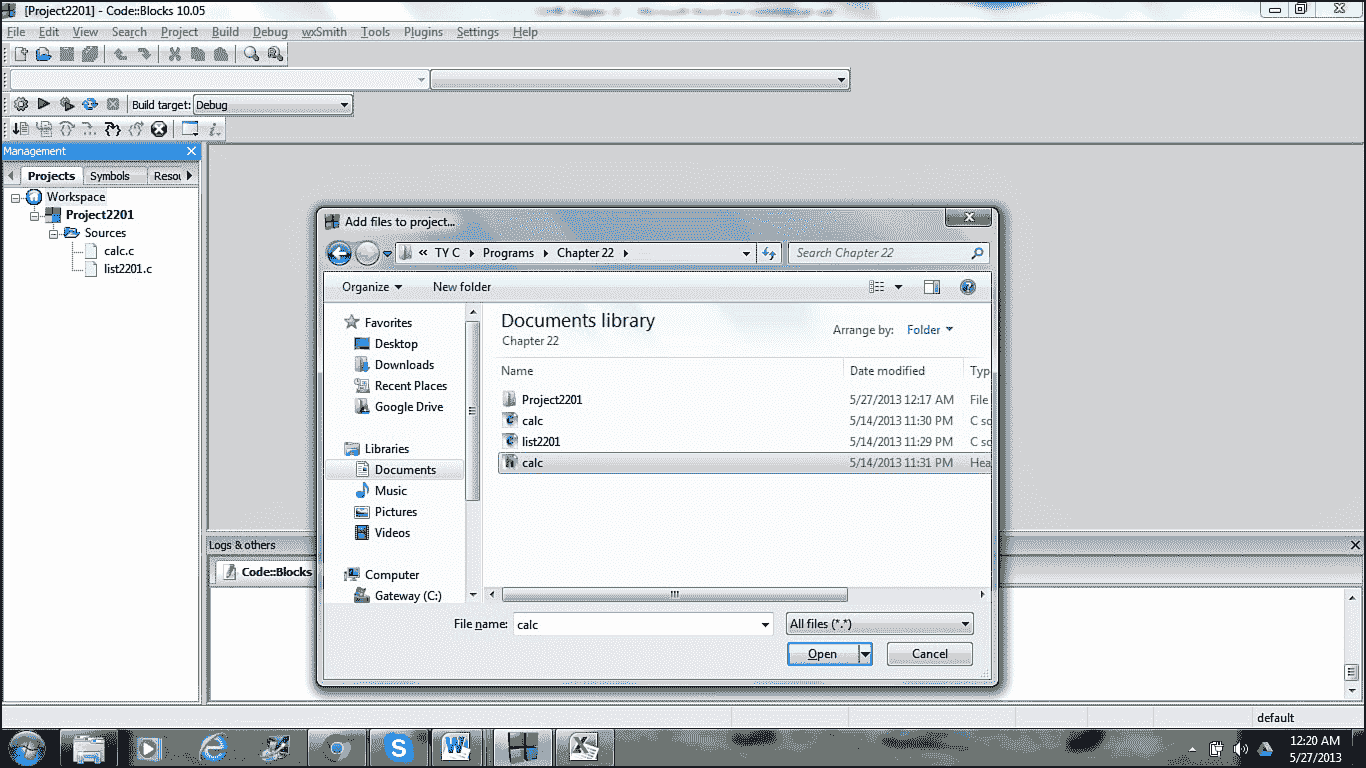 [Project2201] - Code::Blocks 10.05
File Edit View Search Project Build Debug wxSmith Tools Plugins Settings Help
Build target: Debug
Management
Projects Symbols Resou
Workspace
Project2201
Sources
calc.c
list2201.c
Add files to project...
« TY C Programs Chapter 22 Search Chapter 22
Organize New folder
Favorites
Desktop
Downloads
Recent Places
Google Drive
Libraries
Documents
Music
Pictures
Videos
Computer
Gateway (C:)
Documents library
Chapter 22
Arrange by: Folder
Name Date modified Typ
Project2201 5/27/2013 12:17 AM File
calc 5/14/2013 11:30 PM C sc
list2201 5/14/2013 11:29 PM C sc
calc 5/14/2013 11:31 PM Hea
File name: calc All files (*.*)
Open Cancel
Logs & others
Code::Blocks
default
12:20 AM
5/27/2013